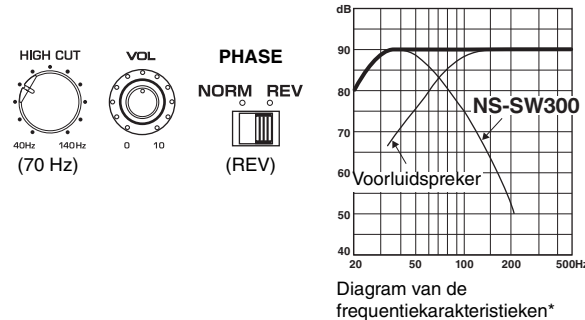 HIGH CUT
40Hz 140Hz
(70 Hz)
VOL
0 10
PHASE
NORM REV
(REV)
dB
90
80
70
60
50
40
20 50 100 200 500Hz
NS-SW300
Voorluidspreker
Diagram van de
frequentiekarakteristieken*